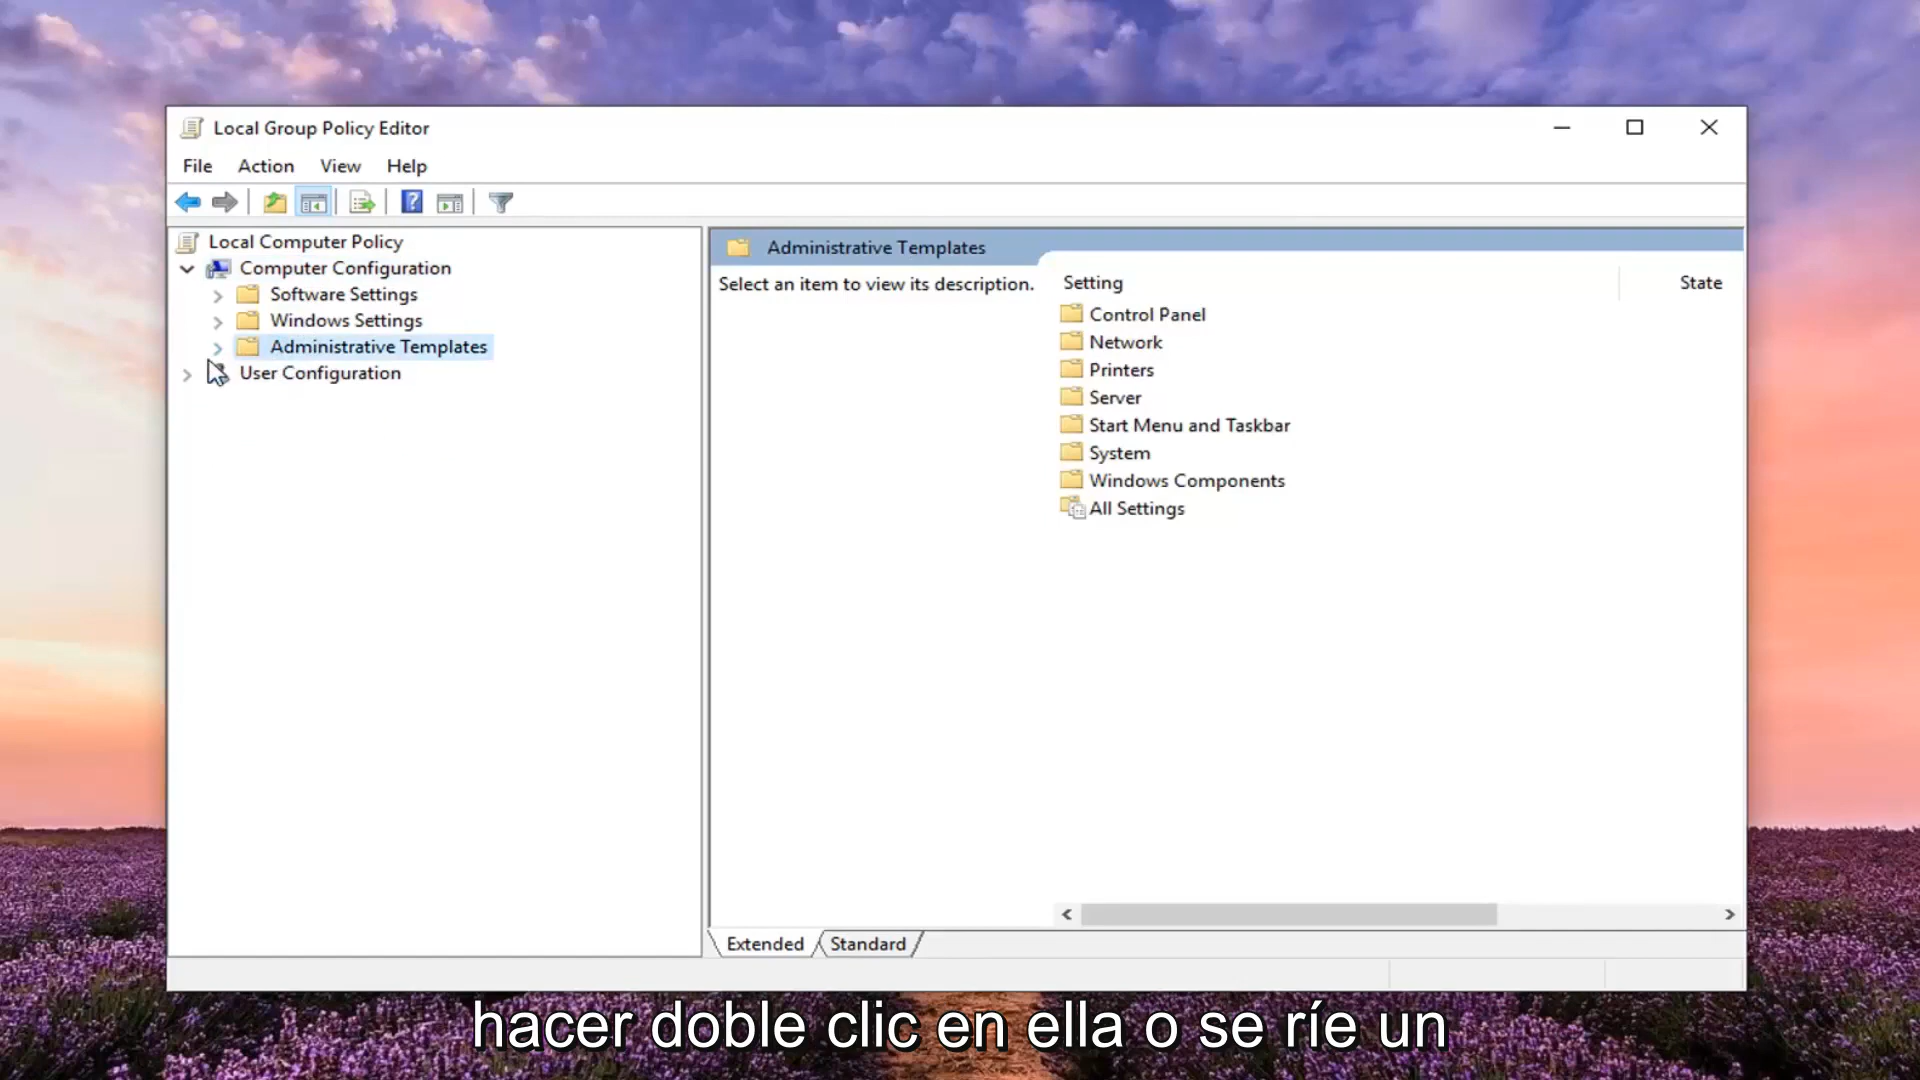 Local Group Policy Editor
File Action View Help
Local Computer Policy
Computer Configuration
Software Settings
Windows Settings
Administrative Templates
User Configuration
Administrative Templates
Select an item to view its description.
Setting State
Control Panel
Network
Printers
Server
Start Menu and Taskbar
System
Windows Components
All Settings
Extended Standard
hacer doble clic en ella o se ríe un